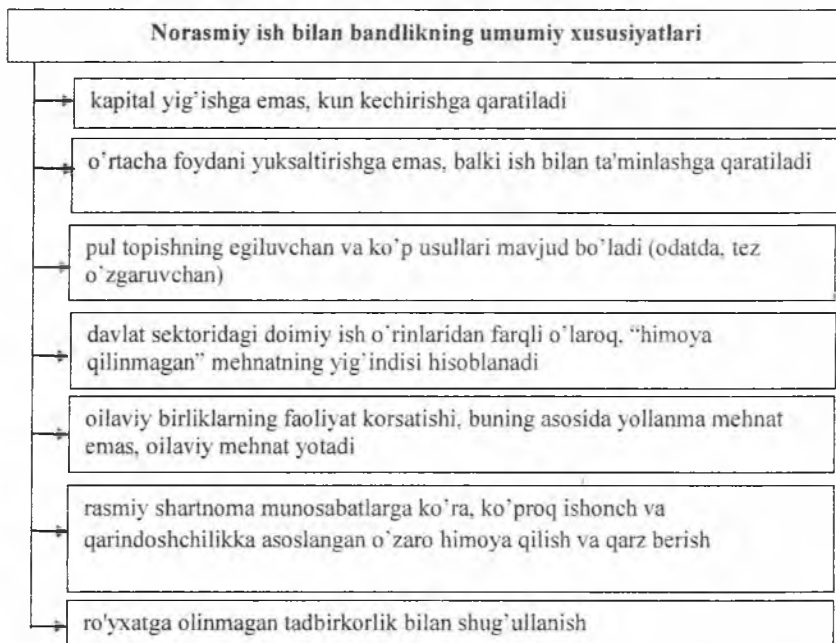 Norasmiy ish bilan bandlikning umumiy xususiyatlari
kapital yig’ishga emas, kun kechirishga qaratiladi
o’rtacha foydani yuksaltirishga emas, balki ish bilan ta'minlashga qaratiladi
pul topishning egiluvchan va ko’p usullari mavjud bo’ladi (odatda, tez
o’zgaruvchan)
davlat sektoridagi doimiy ish o‘rinlaridan farqli o‘laroq, “himoya
qilinmagan” mehnatning yig’indisi hisoblanadi
oilaviy birliklarning faoliyat korsatishi, buning asosida yollanma mehnat
emas, oilaviy mehnat yotadi
rasmiy shartnoma munosabatlarga ko’ra, ko’proq ishonch va
qarindoshchilikka asoslangan o’zaro himoya qilish va qarz berish
ro'yxatga olinmagan tadbirkorlik bilan shug’ullanish